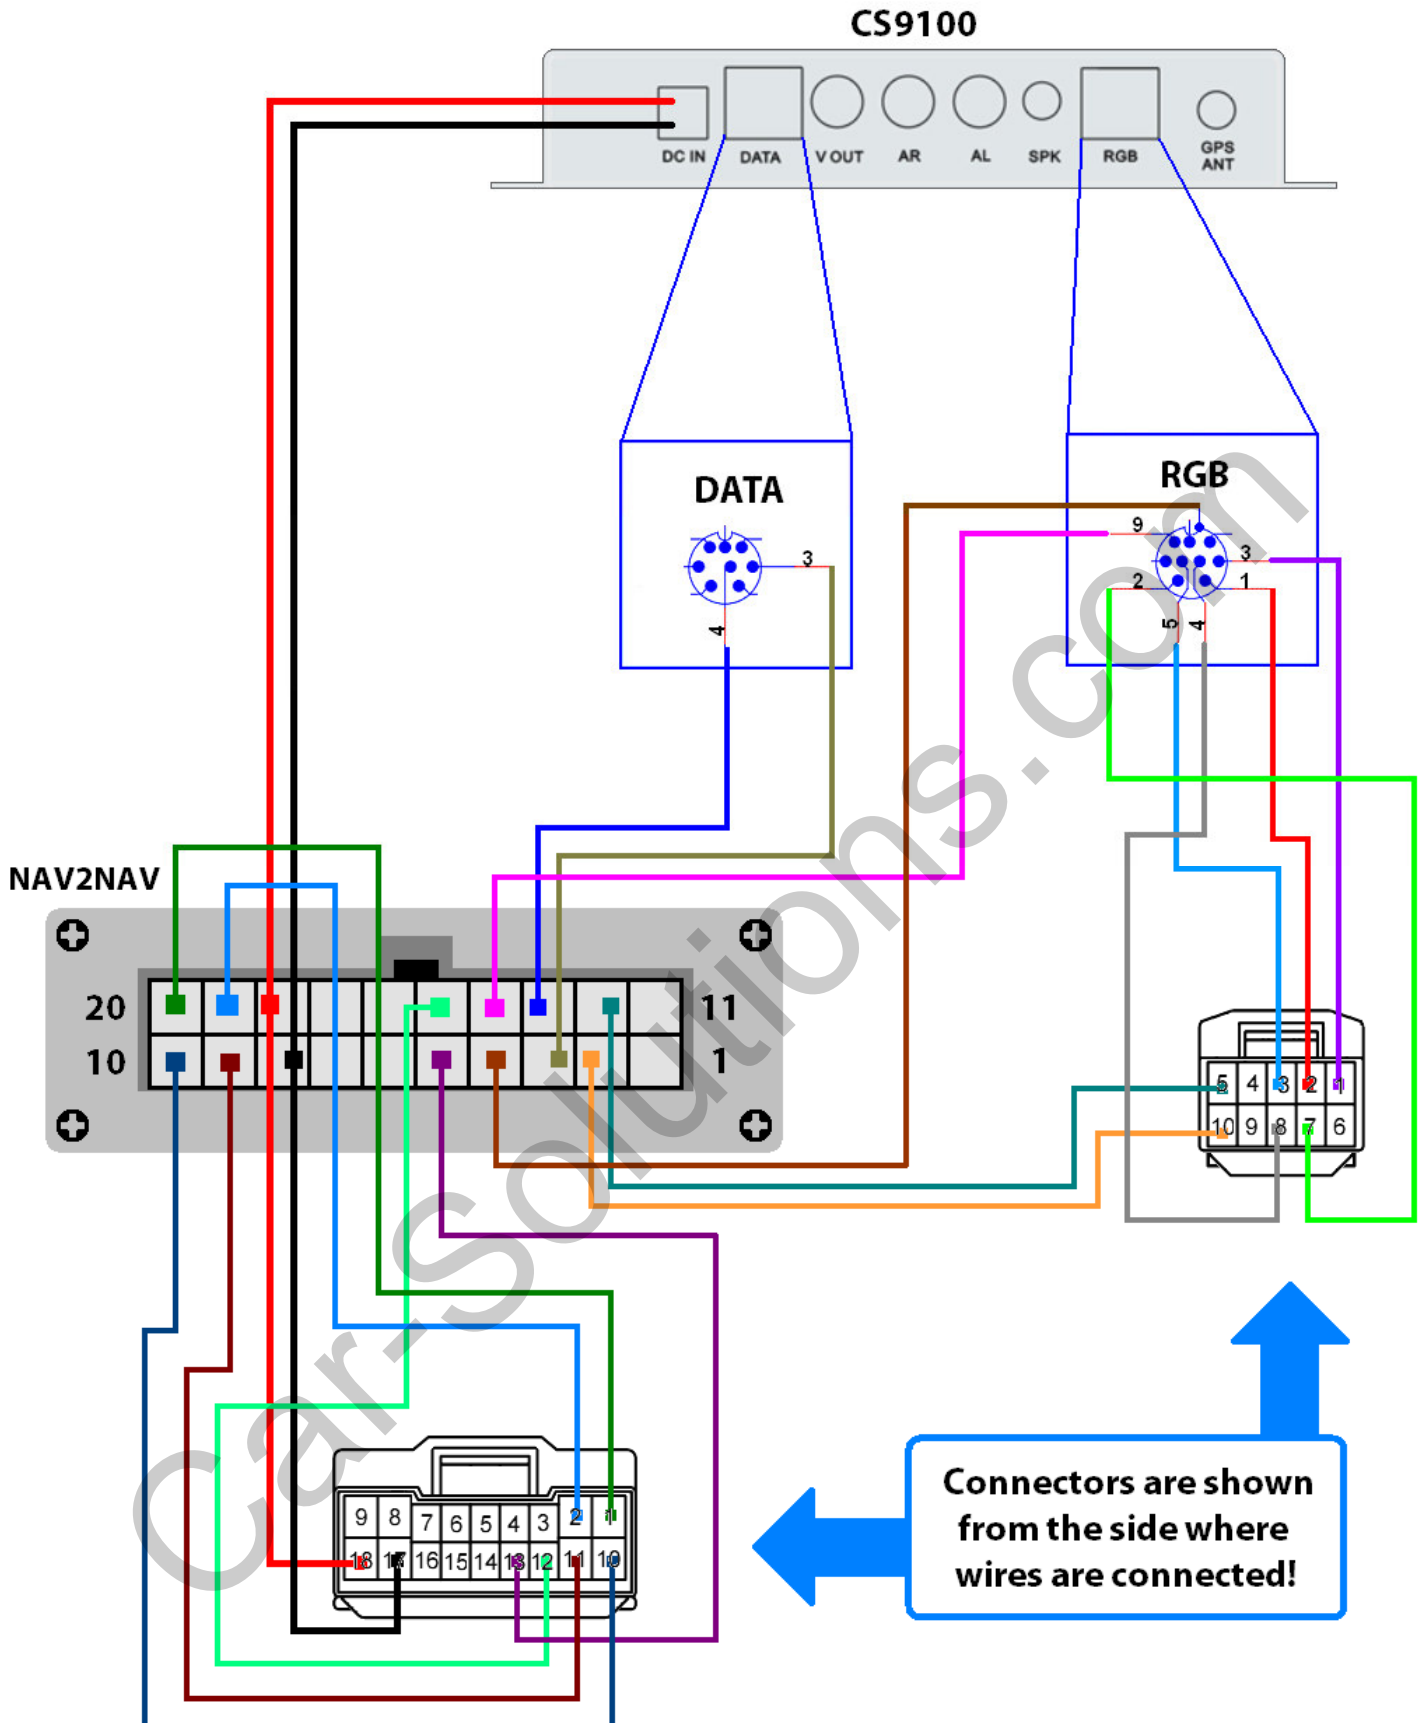 CS9100
DC IN
DATA
V OUT
AR
AL
SPK
RGB
GPS
ANT
DATA
3
4
RGB
9
3
2
1
5
4
NAV2NAV
20
11
10
1
5 4 3 2 1
10 9 8 7 6
9 8 7 6 5 4 3 2 1
18 17 16 15 14 13 12 11 10
Connectors are shown
from the side where
wires are connected!
Car-Solutions.com